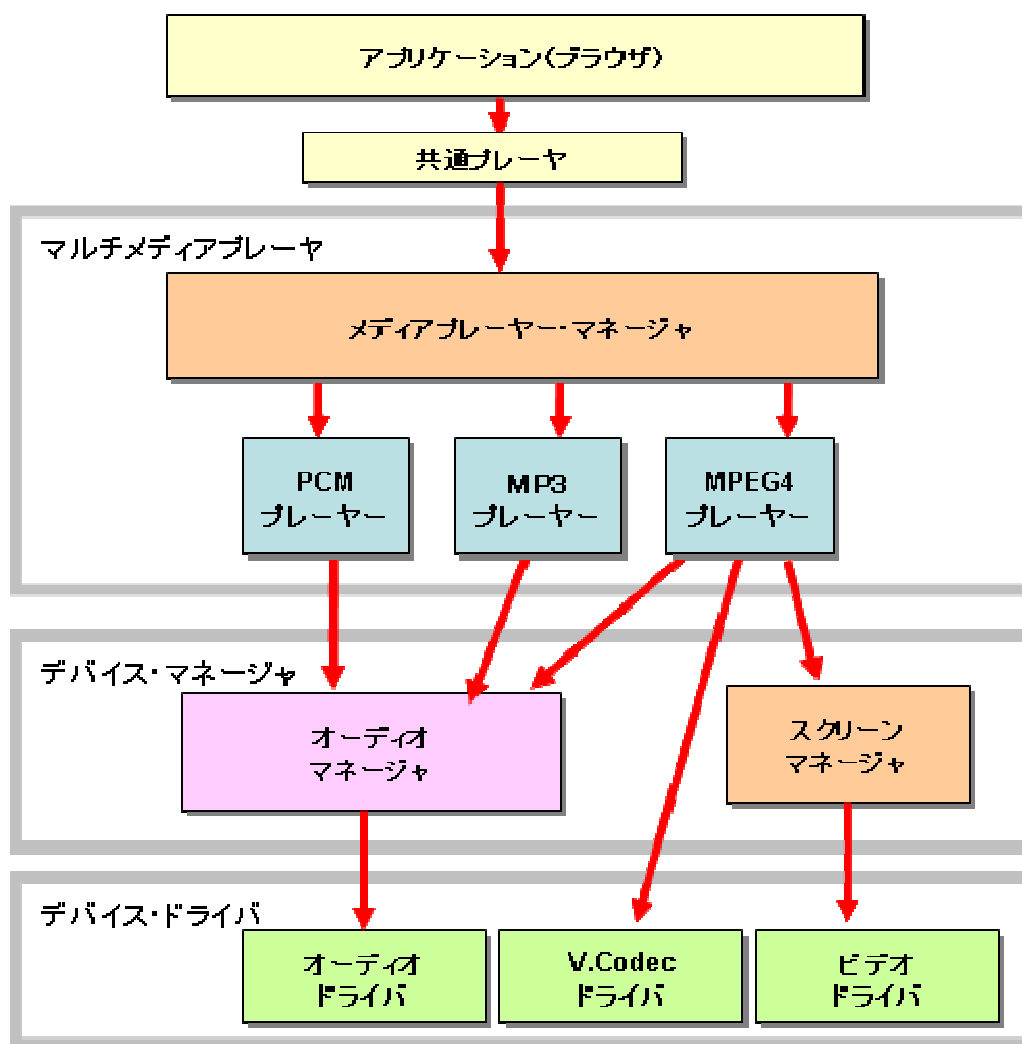 アプリケーション(ブラウザ)
共通プレーヤ
マルチメディアプレーヤ
メディアプレーヤー・マネージャ
PCM
プレーヤー
MP3
プレーヤー
MPEG4
プレーヤー
デバイス・マネージャ
オーディオ
マネージャ
スクリーン
マネージャ
デバイス・ドライバ
オーディオ
ドライバ
V.Codec
ドライバ
ビデオ
ドライバ